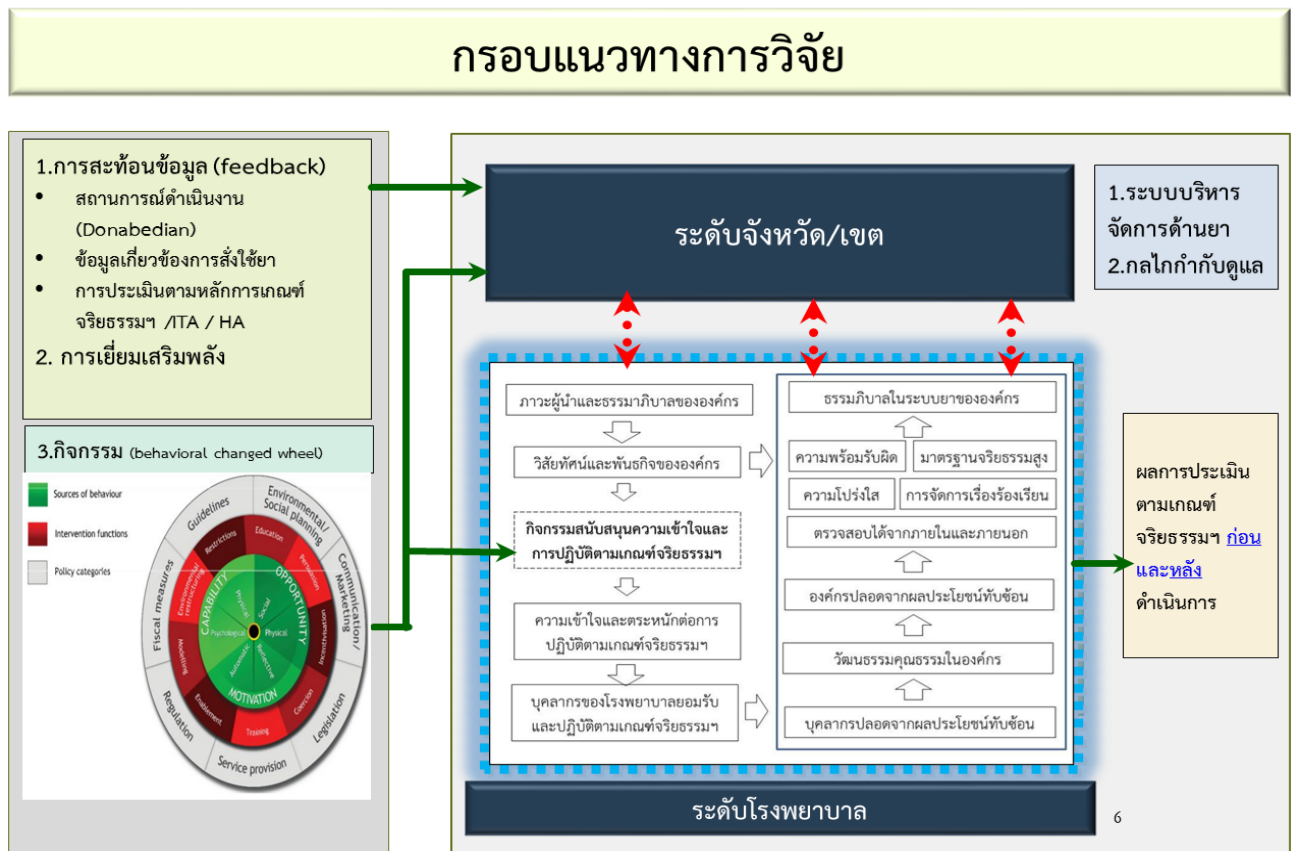 กรอบแนวทางการวิจัย
1.การสะท้อนข้อมูล (feedback)
• สถานการณ์ดำเนินงาน
(Donabedian)
• ข้อมูลเกี่ยวข้องการสั่งใช้ยา
• การประเมินตามหลักการเกณฑ์
จริยธรรมฯ /ITA / HA
2. การเยี่ยมเสริมพลัง
3.กิจกรรม (behavioral changed wheel)
Sources of behaviour
Intervention functions
Policy categories
Guidelines
Environmental/
Social planning
Communication/
Marketing
Legislation
Service provision
Regulation
Fiscal measures
Restrictions
Education
Persuasion
Incentivisation
Coercion
Training
Enablement
Modelling
Environmental
restructuring
CAPABILITY
OPPORTUNITY
MOTIVATION
Physical
Social
Psychological
Physical
Automatic
Reflective
ระดับจังหวัด/เขต
1.ระบบบริหาร
จัดการด้านยา
2.กลไกกำกับดูแล
ภาวะผู้นำและธรรมาภิบาลขององค์กร
วิสัยทัศน์และพันธกิจขององค์กร
กิจกรรมสนับสนุนความเข้าใจและ
การปฏิบัติตามเกณฑ์จริยธรรมฯ
ความเข้าใจและตระหนักต่อการ
ปฏิบัติตามเกณฑ์จริยธรรมฯ
บุคลากรของโรงพยาบาลยอมรับ
และปฏิบัติตามเกณฑ์จริยธรรมฯ
ธรรมภิบาลในระบบยาขององค์กร
ความพร้อมรับผิด
มาตรฐานจริยธรรมสูง
ความโปร่งใส
การจัดการเรื่องร้องเรียน
ตรวจสอบได้จากภายในและภายนอก
องค์กรปลอดจากผลประโยชน์ทับซ้อน
วัฒนธรรมคุณธรรมในองค์กร
บุคลากรปลอดจากผลประโยชน์ทับซ้อน
ผลการประเมิน
ตามเกณฑ์
จริยธรรมฯ ก่อน
และหลัง
ดำเนินการ
ระดับโรงพยาบาล
6